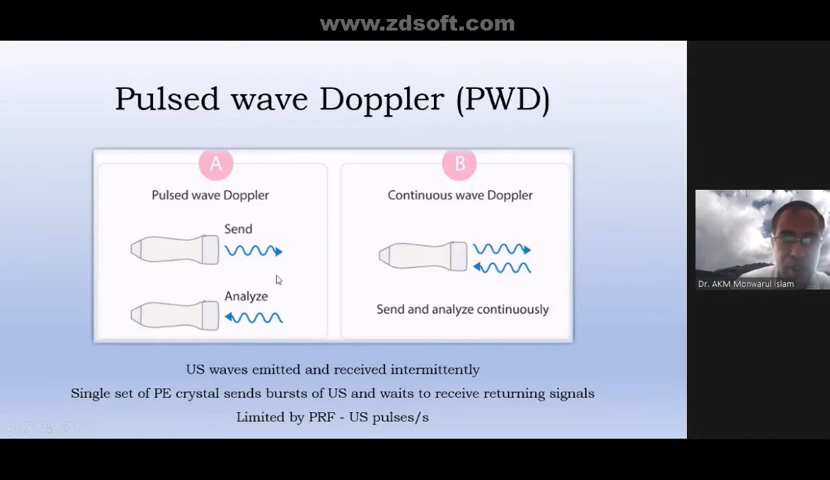 www.zdsoft.com
Pulsed wave Doppler (PWD)
A
Pulsed wave Doppler
Send
Analyze
B
Continuous wave Doppler
Send and analyze continuously
US waves emitted and received intermittently
Single set of PE crystal sends bursts of US and waits to receive returning signals
Limited by PRF - US pulses/s
Dr. AKM Monwarul Islam